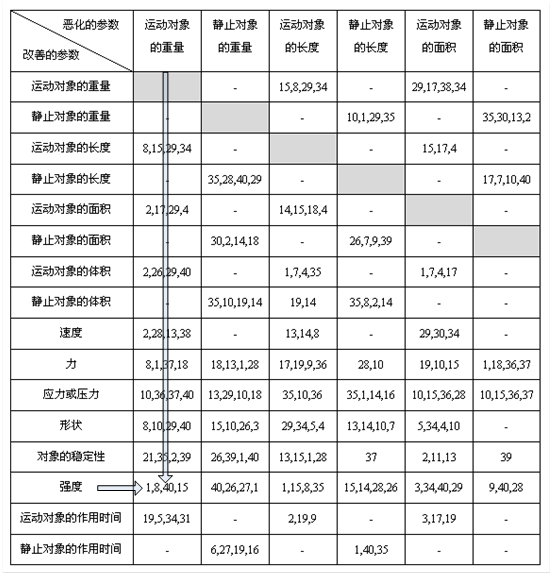 恶化的参数
改善的参数
运动对象的重量 静止对象的重量 运动对象的长度 静止对象的长度 运动对象的面积 静止对象的面积
运动对象的重量 - 15,8,29,34 - 29,17,38,34 -
静止对象的重量 - - 10,1,29,35 - 35,30,13,2
运动对象的长度 8,15,29,34 - - 15,17,4 -
静止对象的长度 - 35,28,40,29 - - 17,7,10,40
运动对象的面积 2,17,29,4 - 14,15,18,4 - -
静止对象的面积 - 30,2,14,18 - 26,7,9,39 -
运动对象的体积 2,26,29,40 - 1,7,4,35 - 1,7,4,17 -
静止对象的体积 - 35,10,19,14 19,14 35,8,2,14 - -
速度 2,28,13,38 - 13,14,8 - 29,30,34 -
力 8,1,37,18 18,13,1,28 17,19,9,36 28,10 19,10,15 1,18,36,37
应力或压力 10,36,37,40 13,29,10,18 35,10,36 35,1,14,16 10,15,36,28 10,15,36,37
形状 8,10,29,40 15,10,26,3 29,34,5,4 13,14,10,7 5,34,4,10 -
对象的稳定性 21,35,2,39 26,39,1,40 13,15,1,28 37 2,11,13 39
强度 1,8,40,15 40,26,27,1 1,15,8,35 15,14,28,26 3,34,40,29 9,40,28
运动对象的作用时间 19,5,34,31 - 2,19,9 - 3,17,19 -
静止对象的作用时间 - 6,27,19,16 - 1,40,35 - -